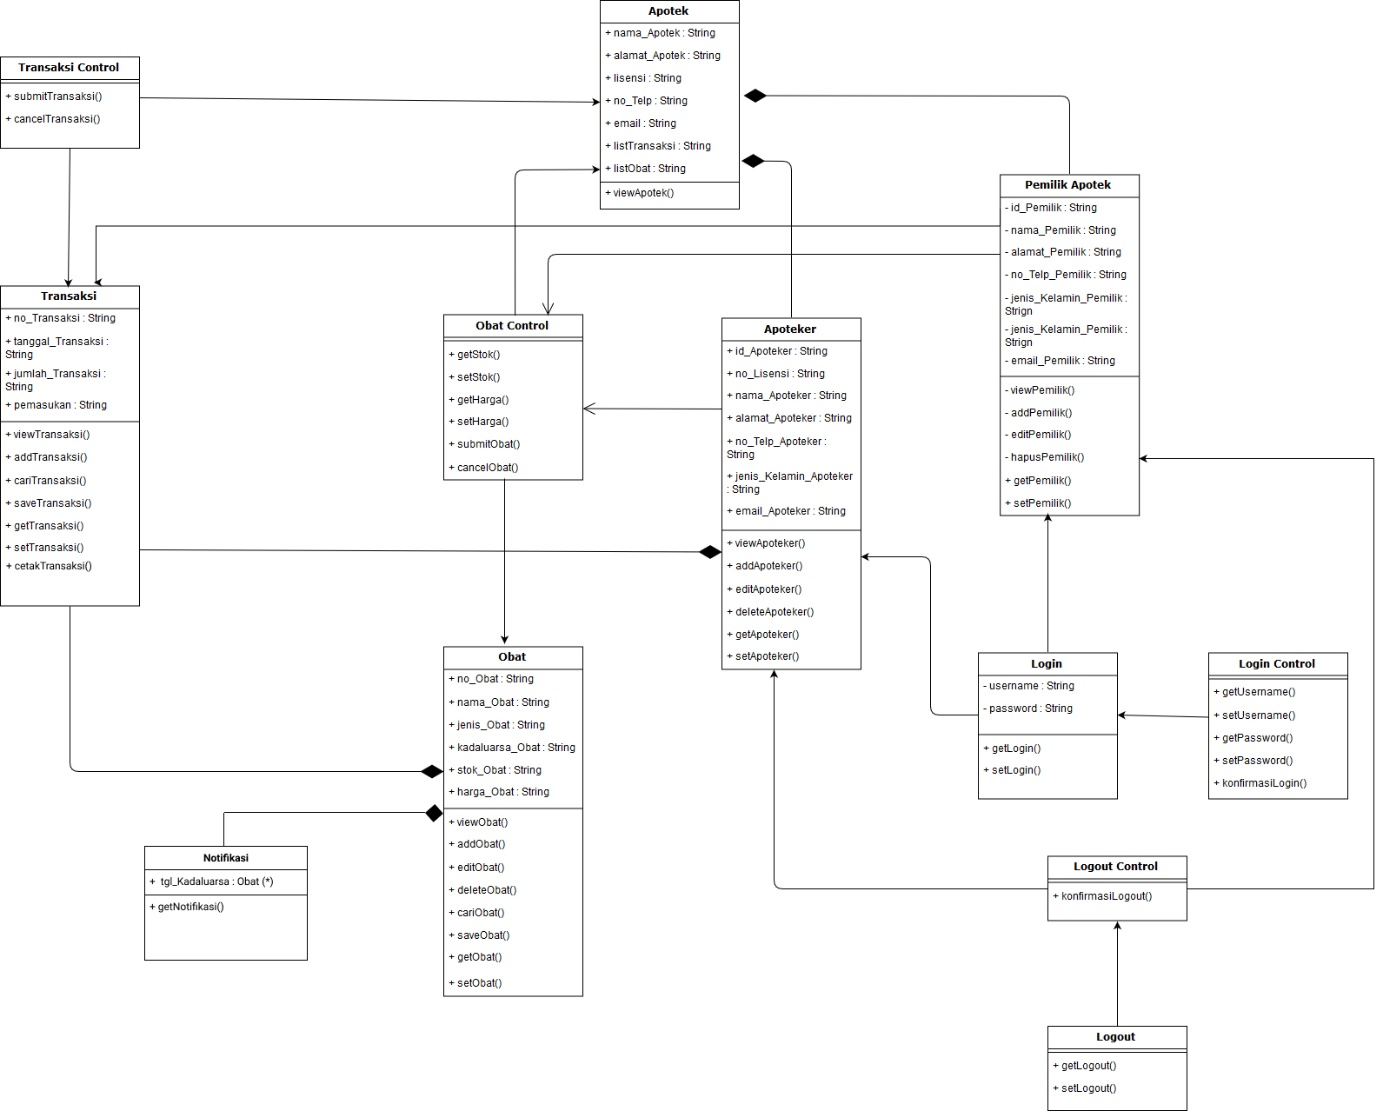 Apotek
+ nama_Apotek : String
+ alamat_Apotek : String
+ lisensi : String
+ no_Telp : String
+ email : String
+ listTransaksi : String
+ listObat : String
+ viewApotek()
Transaksi Control
+ submitTransaksi()
+ cancelTransaksi()
Pemilik Apotek
- id_Pemilik : String
- nama_Pemilik : String
- alamat_Pemilik : String
- no_Telp_Pemilik : String
- jenis_Kelamin_Pemilik :
Strign
- jenis_Kelamin_Pemilik :
Strign
- email_Pemilik : String
- viewPemilik()
- addPemilik()
- editPemilik()
- hapusPemilik()
+ getPemilik()
+ setPemilik()
Transaksi
+ no_Transaksi : String
+ tanggal_Transaksi :
String
+ jumlah_Transaksi :
String
+ pemasukan : String
+ viewTransaksi()
+ addTransaksi()
+ cariTransaksi()
+ saveTransaksi()
+ getTransaksi()
+ setTransaksi()
+ cetakTransaksi()
Obat Control
+ getStok()
+ setStok()
+ getHarga()
+ setHarga()
+ submitObat()
+ cancelObat()
Apoteker
+ id_Apoteker : String
+ no_Lisensi : String
+ nama_Apoteker : String
+ alamat_Apoteker : String
+ no_Telp_Apoteker :
String
+ jenis_Kelamin_Apoteker
: String
+ email_Apoteker : String
+ viewApoteker()
+ addApoteker()
+ editApoteker()
+ deleteApoteker()
+ getApoteker()
+ setApoteker()
Obat
+ no_Obat : String
+ nama_Obat : String
+ jenis_Obat : String
+ kadaluarsa_Obat : String
+ stok_Obat : String
+ harga_Obat : String
+ viewObat()
+ addObat()
+ editObat()
+ deleteObat()
+ cariObat()
+ saveObat()
+ getObat()
+ setObat()
Login
- username : String
- password : String
+ getLogin()
+ setLogin()
Login Control
+ getUsername()
+ setUsername()
+ getPassword()
+ setPassword()
+ konfirmasiLogin()
Notifikasi
+ tgl_Kadaluarsa : Obat (*)
+ getNotifikasi()
Logout Control
+ konfirmasiLogout()
Logout
+ getLogout()
+ setLogout()